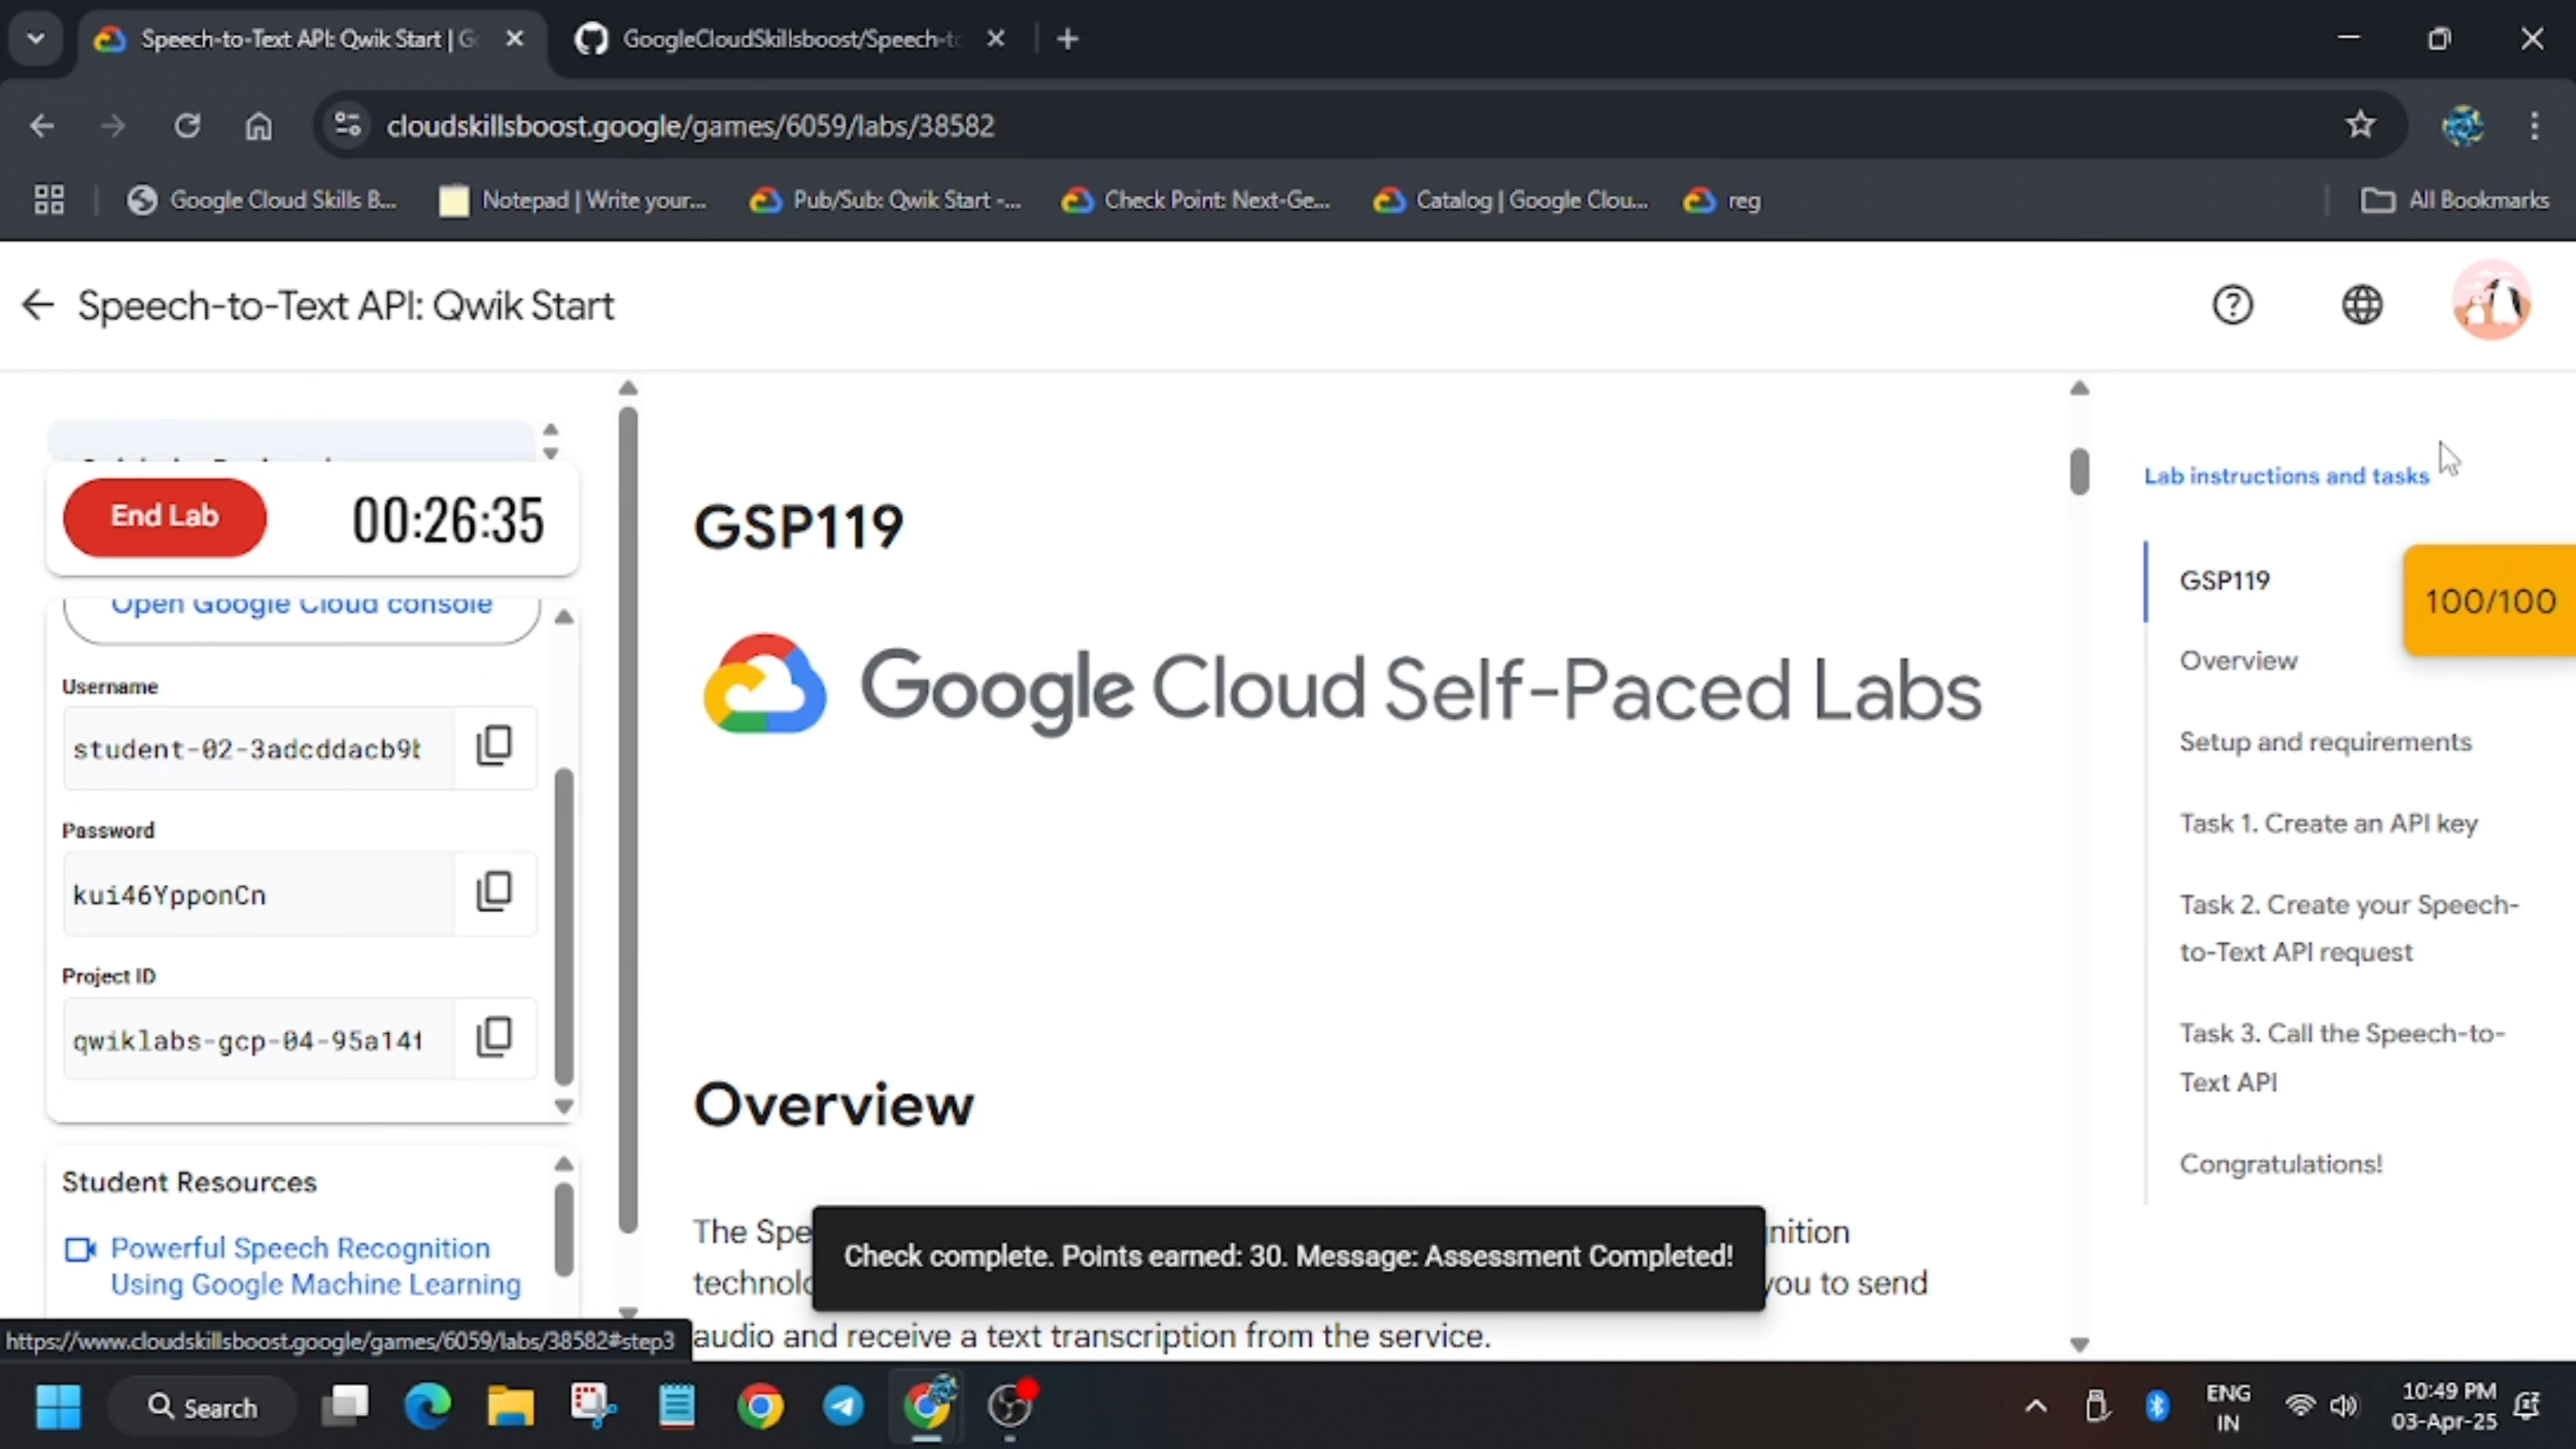 Speech-to-Text API: Qwik Start | Go
GoogleCloudSkillsboost/Speech-to
cloudskillsboost.google/games/6059/labs/38582
Google Cloud Skills B...
Notepad | Write your...
Pub/Sub: Qwik Start -...
Check Point: Next-Ge...
Catalog | Google Clou...
reg
All Bookmarks
Speech-to-Text API: Qwik Start
End Lab
00:26:35
Open Google Cloud console
Username
student-02-3adcddacb9b
Password
kui46YpponCn
Project ID
qwiklabs-gcp-04-95a14f
Student Resources
Powerful Speech Recognition
Using Google Machine Learning
https://www.cloudskillsboost.google/games/6059/labs/38582#step3
GSP119
Google Cloud Self-Paced Labs
Overview
The Spe
nition
technolo
you to send
audio and receive a text transcription from the service.
Check complete. Points earned: 30. Message: Assessment Completed!
Lab instructions and tasks
GSP119
100/100
Overview
Setup and requirements
Task 1. Create an API key
Task 2. Create your Speech-
to-Text API request
Task 3. Call the Speech-to-
Text API
Congratulations!
Search
ENG
IN
10:49 PM
03-Apr-25